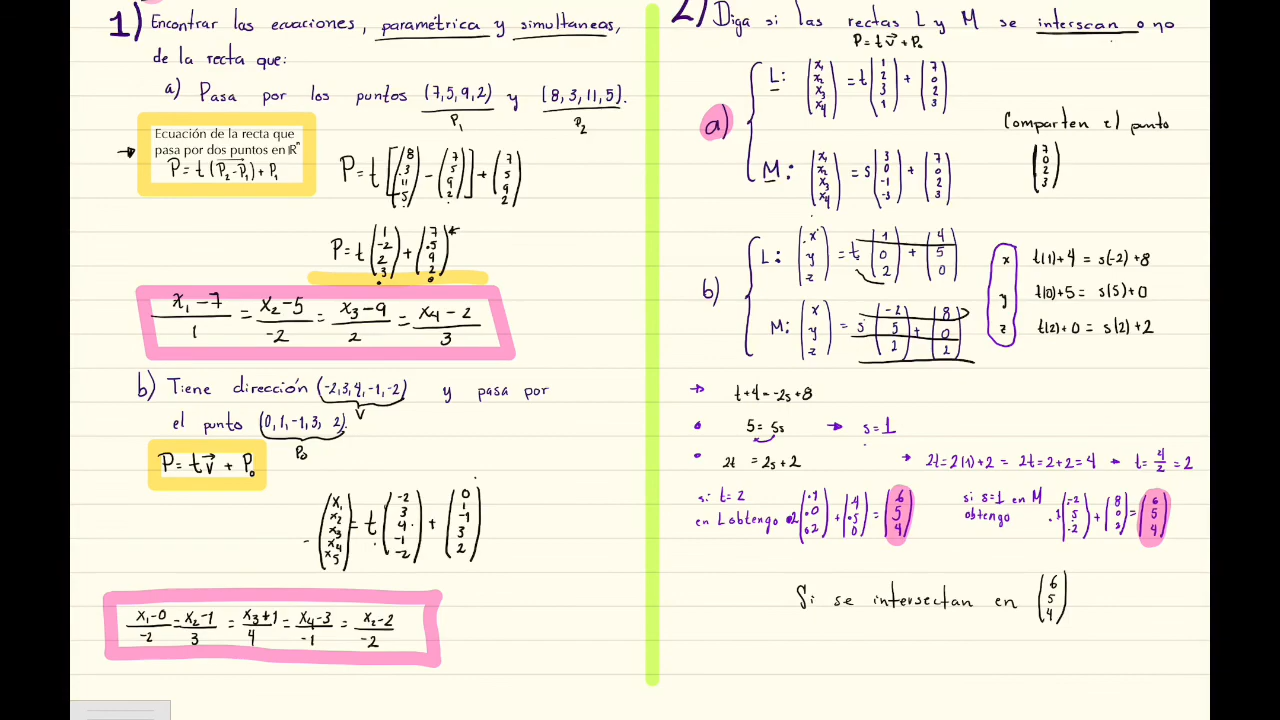 1) Encontrar las ecuaciones, paramétrica y simultaneas,
de la recta que:
a) Pasa por los puntos (7,5,9,2) y (8,3,11,5).
P₁ P₂
Ecuación de la recta que
pasa por dos puntos en ℝⁿ
P=t(P₂-P₁)+P₁
P=t[(8 3 11 5)-(7 5 9 2)]+(7 5 9 2)
P=t(1 -2 2 3)+(7 5 9 2)
(x₁-7)/1 = (x₂-5)/-2 = (x₃-9)/2 = (x₄-2)/3
b) Tiene dirección (-2,3,4,-1,-2) y pasa por
V
el punto (0,1,-1,3,2).
P₀
P=tv⃗+P₀
(x₁ x₂ x₃ x₄ x₅)=t(-2 3 4 -1 -2)+(0 1 -1 3 2)
(x₁-0)/-2 = (x₂-1)/3 = (x₃+1)/4 = (x₄-3)/-1 = (x₂-2)/-2
2) Diga si las rectas L y M se interscan o no
P=tv⃗+P₀
a)
L: (x₁ x₂ x₃ x₄)=t(1 2 3 1)+(7 0 2 3)
M: (x₁ x₂ x₃ x₄)=s(3 0 -1 -3)+(7 0 2 3)
Comparten el punto
(7 0 2 3)
b)
L: (x y z)=t(1 0 2)+(4 5 0)
M: (x y z)=s(-2 5 2)+(8 0 2)
x t(1)+4 = s(-2)+8
y t(0)+5 = s(5)+0
z t(2)+0 = s(2)+2
→ t+4=-2s+8
• 5=5s → s=1
• 2t =2s+2 → 2t=2(1)+2= 2t=2+2=4 → t=4/2=2
si t=2
en L obtengo 2(1 0 2)+(4 5 0)=(6 5 4)
si s=1 en M
obtengo 1(-2 5 2)+(8 0 2)=(6 5 4)
Si se intersectan en (6 5 4)